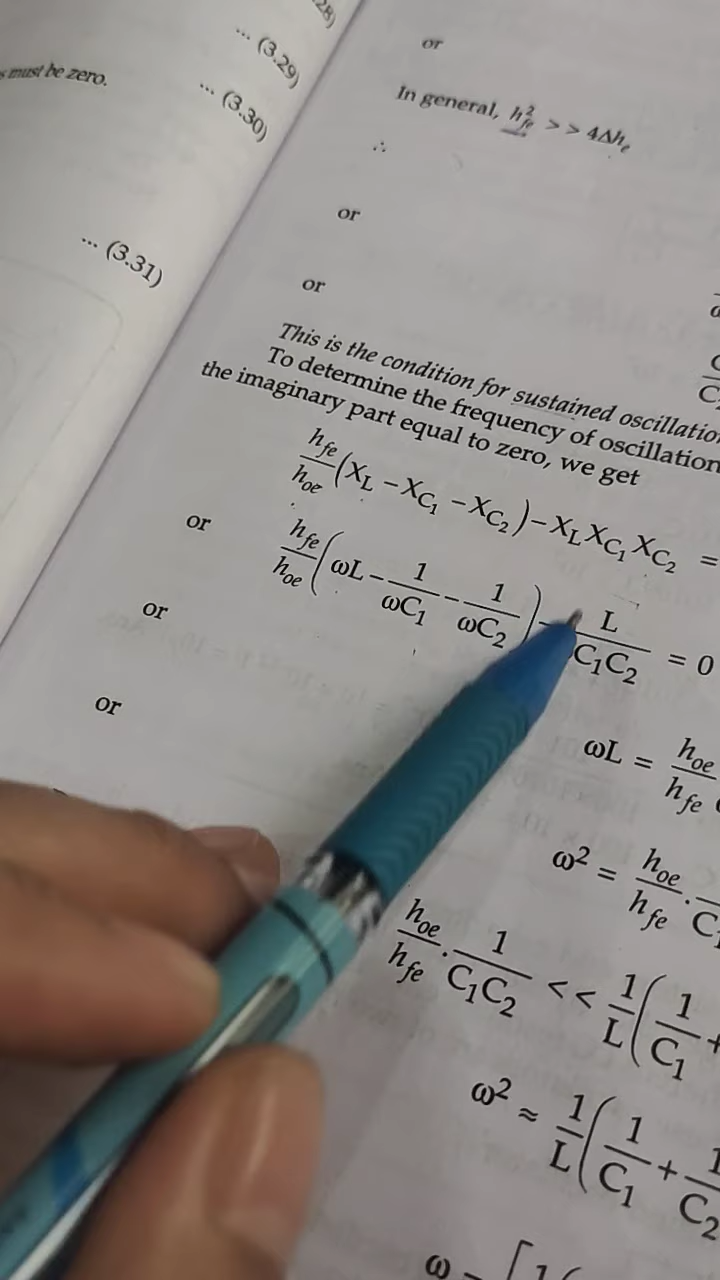 28)
... (3.29)
s must be zero.
... (3.30)
... (3.31)
or
In general, h²fe >> 4Δhe
∴
or
or
This is the condition for sustained oscillatio
To determine the frequency of oscillation
the imaginary part equal to zero, we get
hfe/hoe (XL − XC1 − XC2) − XL XC1 XC2 =
or hfe/hoe (ωL − 1/ωC1 − 1/ωC2) − L/C1C2 = 0
or ωL = hoe/hfe
or ω² = hoe/hfe · C1
hoe/hfe · 1/C1C2 << 1/L (1/C1 +
ω² ≈ 1/L (1/C1 + 1/C2
ω = [1